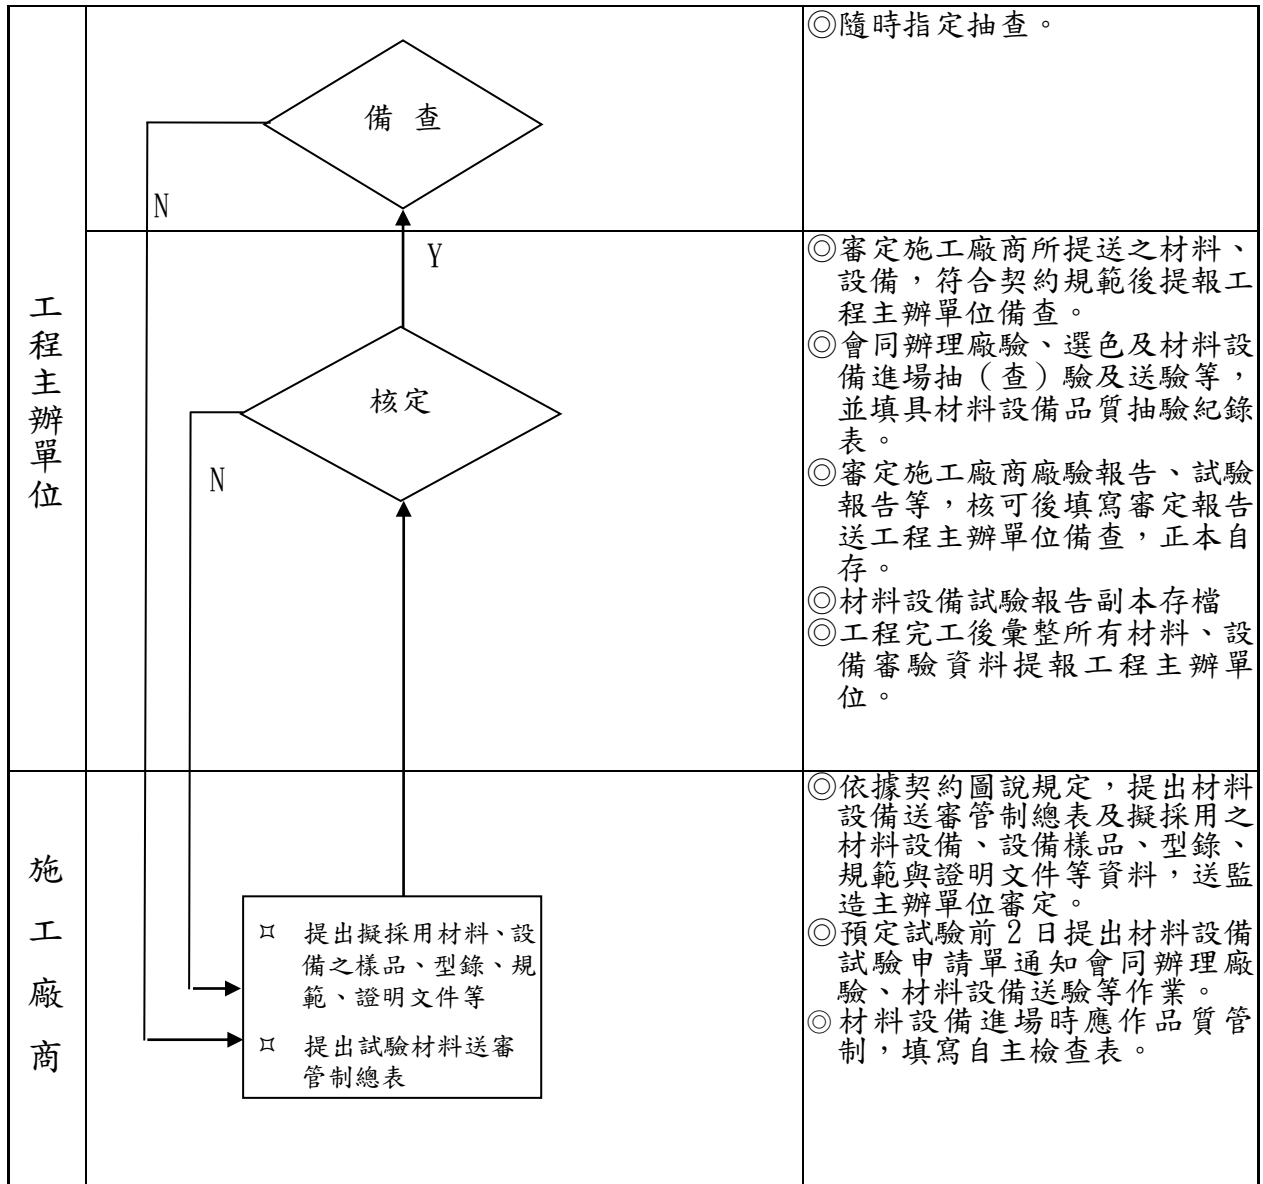 ◎隨時指定抽查。
備 查
N
工程主辦單位
Y
核定
N
◎審定施工廠商所提送之材料、
設備，符合契約規範後提報工
程主辦單位備查。
◎會同辦理廠驗、選色及材料設
備進場抽（查）驗及送驗等，
並填具材料設備品質抽驗紀錄
表。
◎審定施工廠商廠驗報告、試驗
報告等，核可後填寫審定報告
送工程主辦單位備查，正本自
存。
◎材料設備試驗報告副本存檔
◎工程完工後彙整所有材料、設
備審驗資料提報工程主辦單
位。
施工廠商
¤ 提出擬採用材料、設
備之樣品、型錄、規
範、證明文件等
¤ 提出試驗材料送審
管制總表
◎依據契約圖說規定，提出材料
設備送審管制總表及擬採用之
材料設備、設備樣品、型錄、
規範與證明文件等資料，送監
造主辦單位審定。
◎預定試驗前 2 日提出材料設備
試驗申請單通知會同辦理廠
驗、材料設備送驗等作業。
◎材料設備進場時應作品質管
制，填寫自主檢查表。